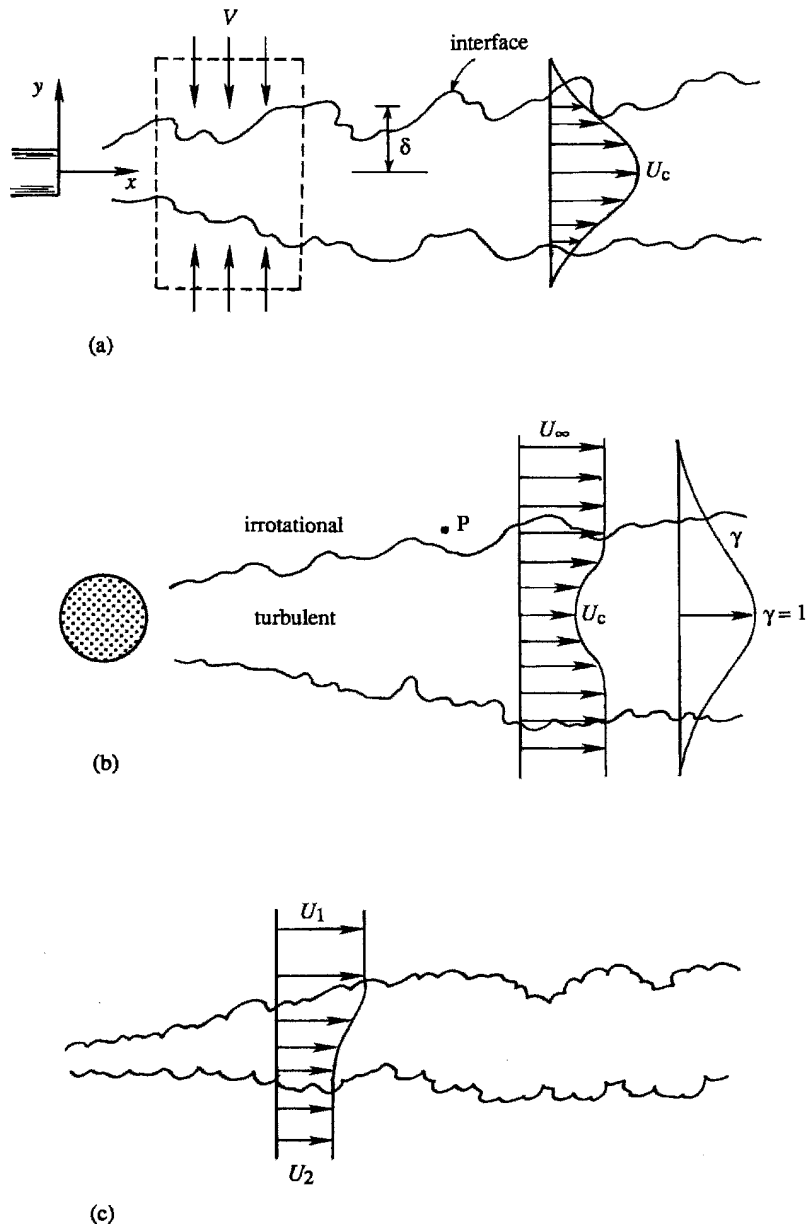 V
interface
y
δ
x
U_c
(a)
U_∞
irrotational
P
γ
turbulent
U_c
γ = 1
(b)
U_1
U_2
(c)